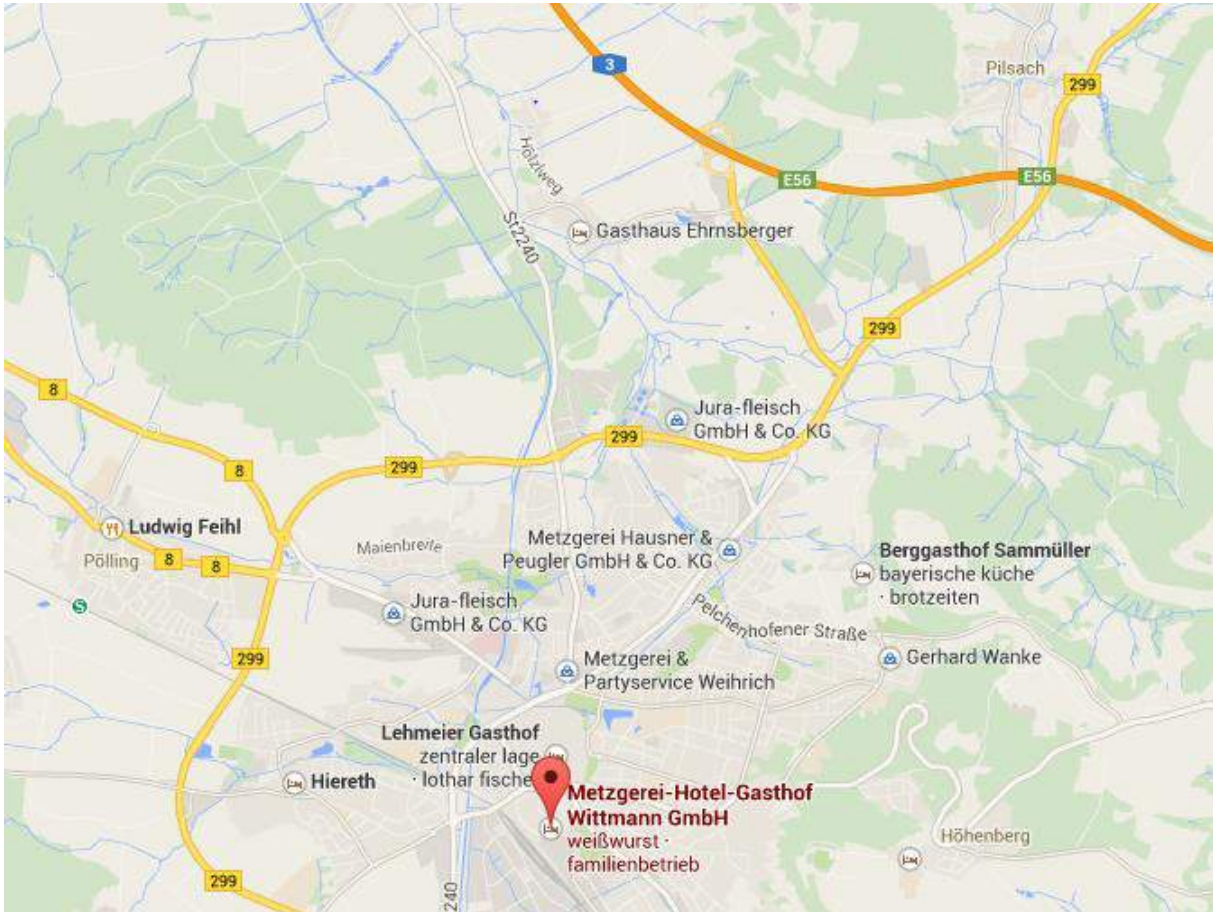 3
Pilsach
299
Hölzlweg
E56
E56
St2240
Gasthaus Ehrnsberger
299
8
Jura-fleisch
GmbH & Co. KG
299
299
8
Ludwig Feihl
Maienbreite
Metzgerei Hausner &
Peugler GmbH & Co. KG
Berggasthof Sammüller
bayerische küche
· brotzeiten
Pölling
8
8
Jura-fleisch
GmbH & Co. KG
S
Pelchenhofener Straße
299
Metzgerei &
Partyservice Weihrich
Gerhard Wanke
Lehmeier Gasthof
zentraler lage
· lothar fische
Hiereth
Metzgerei-Hotel-Gasthof
Wittmann GmbH
weißwurst ·
familienbetrieb
Höhenberg
299
240